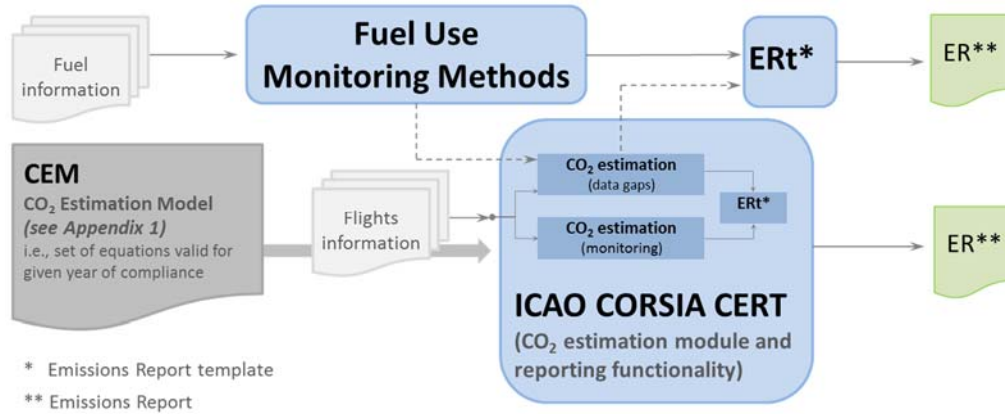 Fuel
information
Fuel Use
Monitoring Methods
ERt*
ER**
CEM
CO₂ Estimation Model
(see Appendix 1)
i.e., set of equations valid for
given year of compliance
Flights
information
CO₂ estimation
(data gaps)
CO₂ estimation
(monitoring)
ERt*
ICAO CORSIA CERT
(CO₂ estimation module and
reporting functionality)
ER**
* Emissions Report template
** Emissions Report